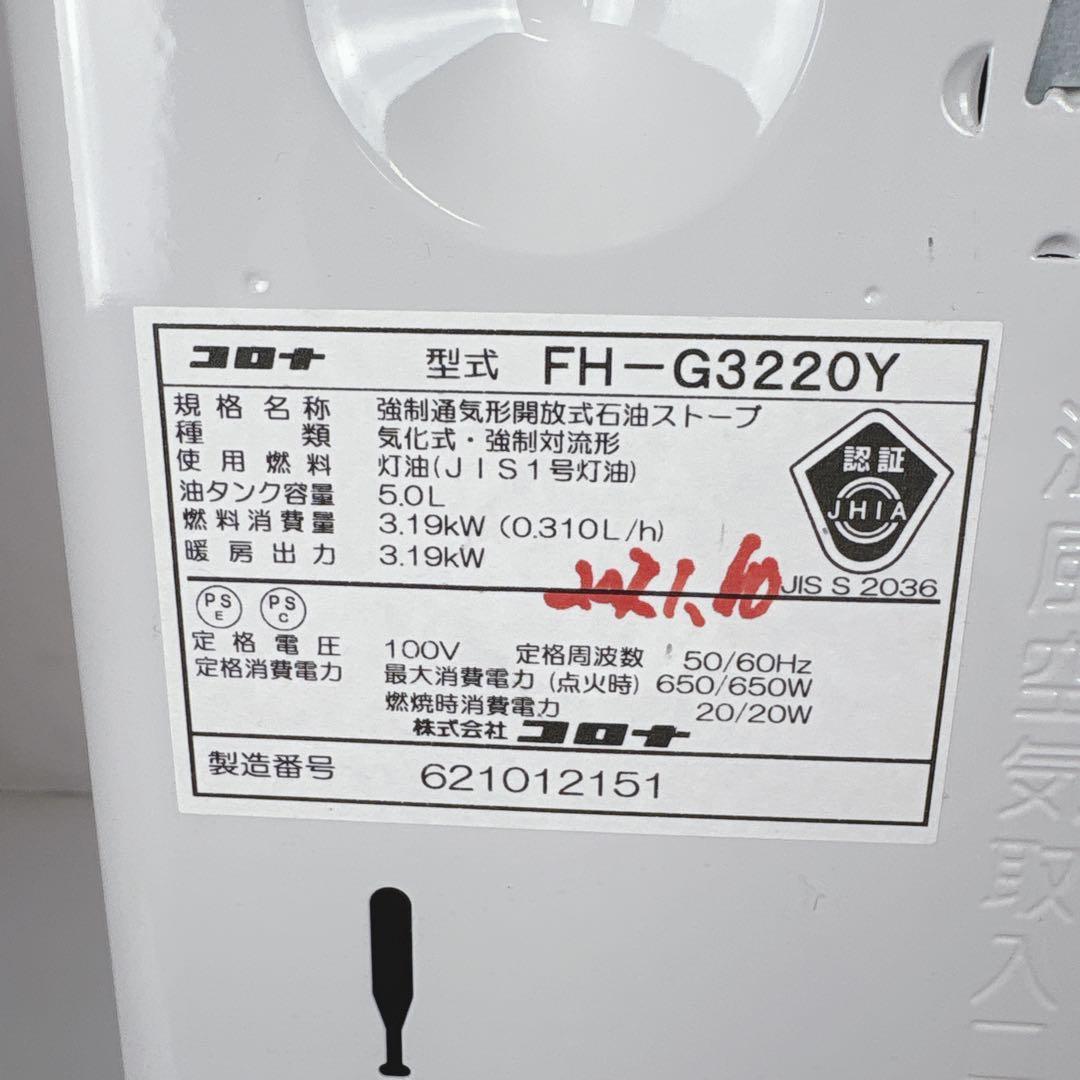 コロナ 型式 FH-G3220Y
規格名称 強制通気形開放式石油ストーブ
種類 気化式・強制対流形
使用燃料 灯油(JIS1号灯油)
油タンク容量 5.0L
燃料消費量 3.19kW (0.310L/h)
暖房出力 3.19kW
認証
JHIA
JIS S 2036
2021.10
PS E PS C
定格電圧 100V 定格周波数 50/60Hz
定格消費電力 最大消費電力(点火時) 650/650W
燃焼時消費電力 20/20W
株式会社 コロナ
製造番号 621012151
空気取入